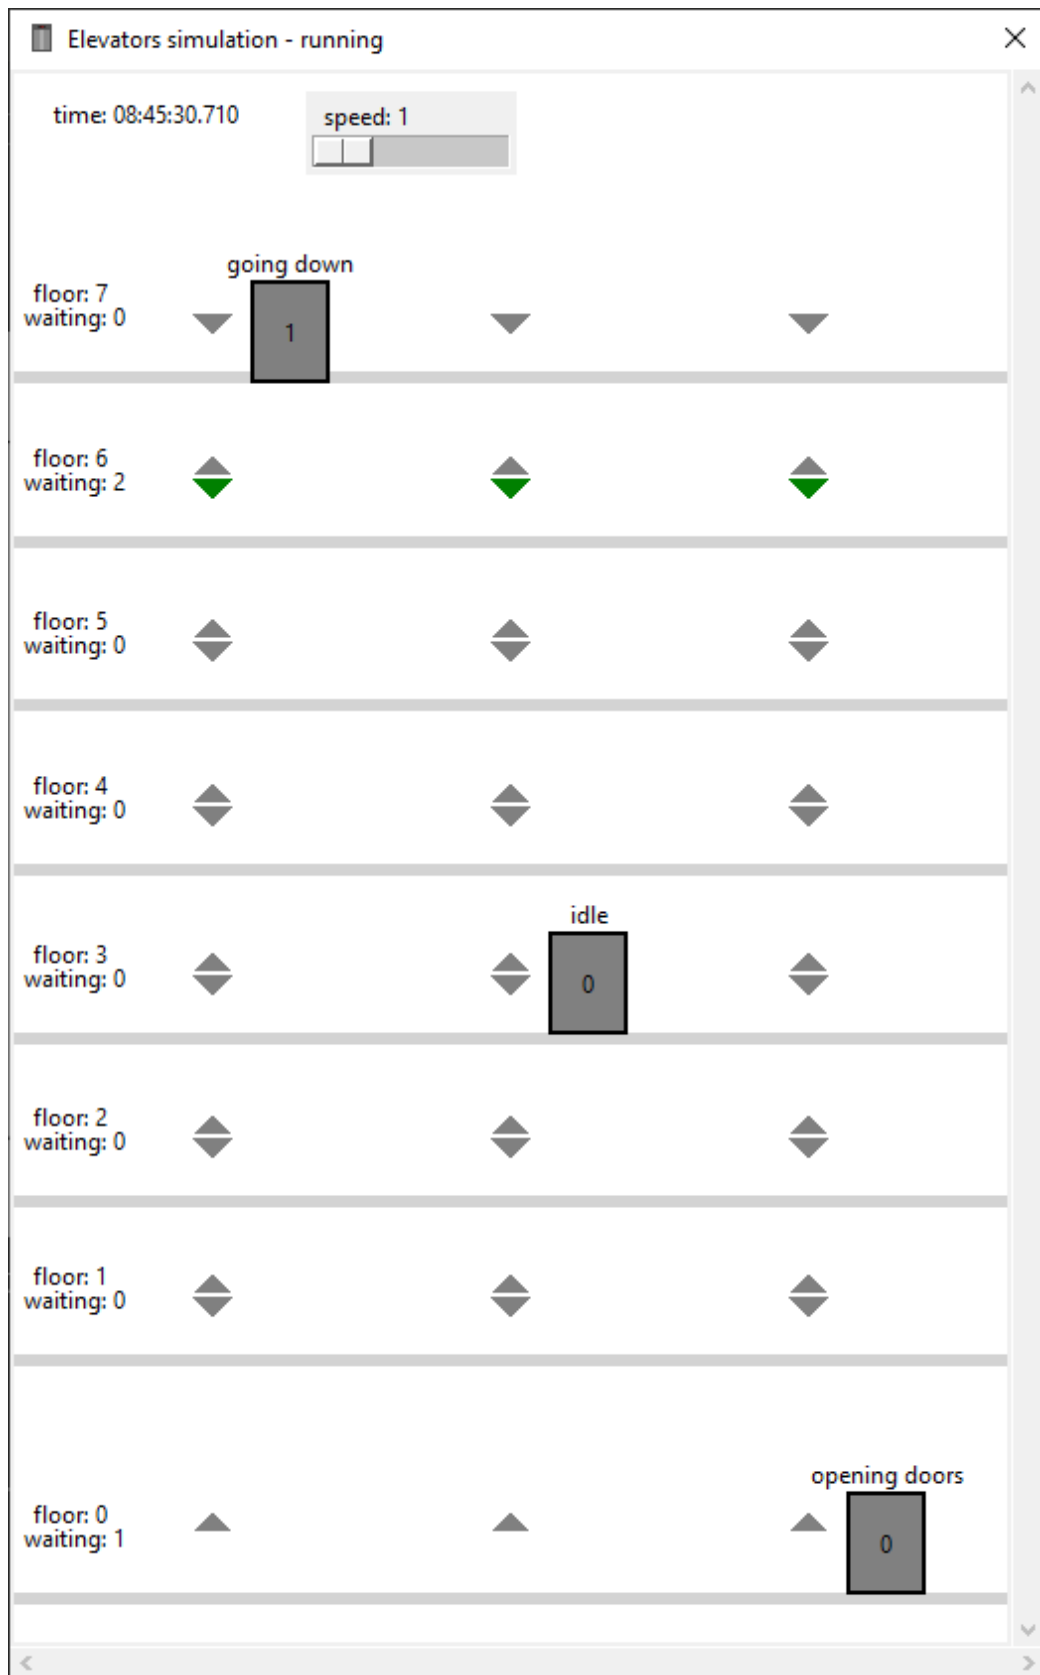 Elevators simulation - running
time: 08:45:30.710
speed: 1
going down
floor: 7
waiting: 0
1
floor: 6
waiting: 2
floor: 5
waiting: 0
floor: 4
waiting: 0
idle
floor: 3
waiting: 0
0
floor: 2
waiting: 0
floor: 1
waiting: 0
opening doors
floor: 0
waiting: 1
0